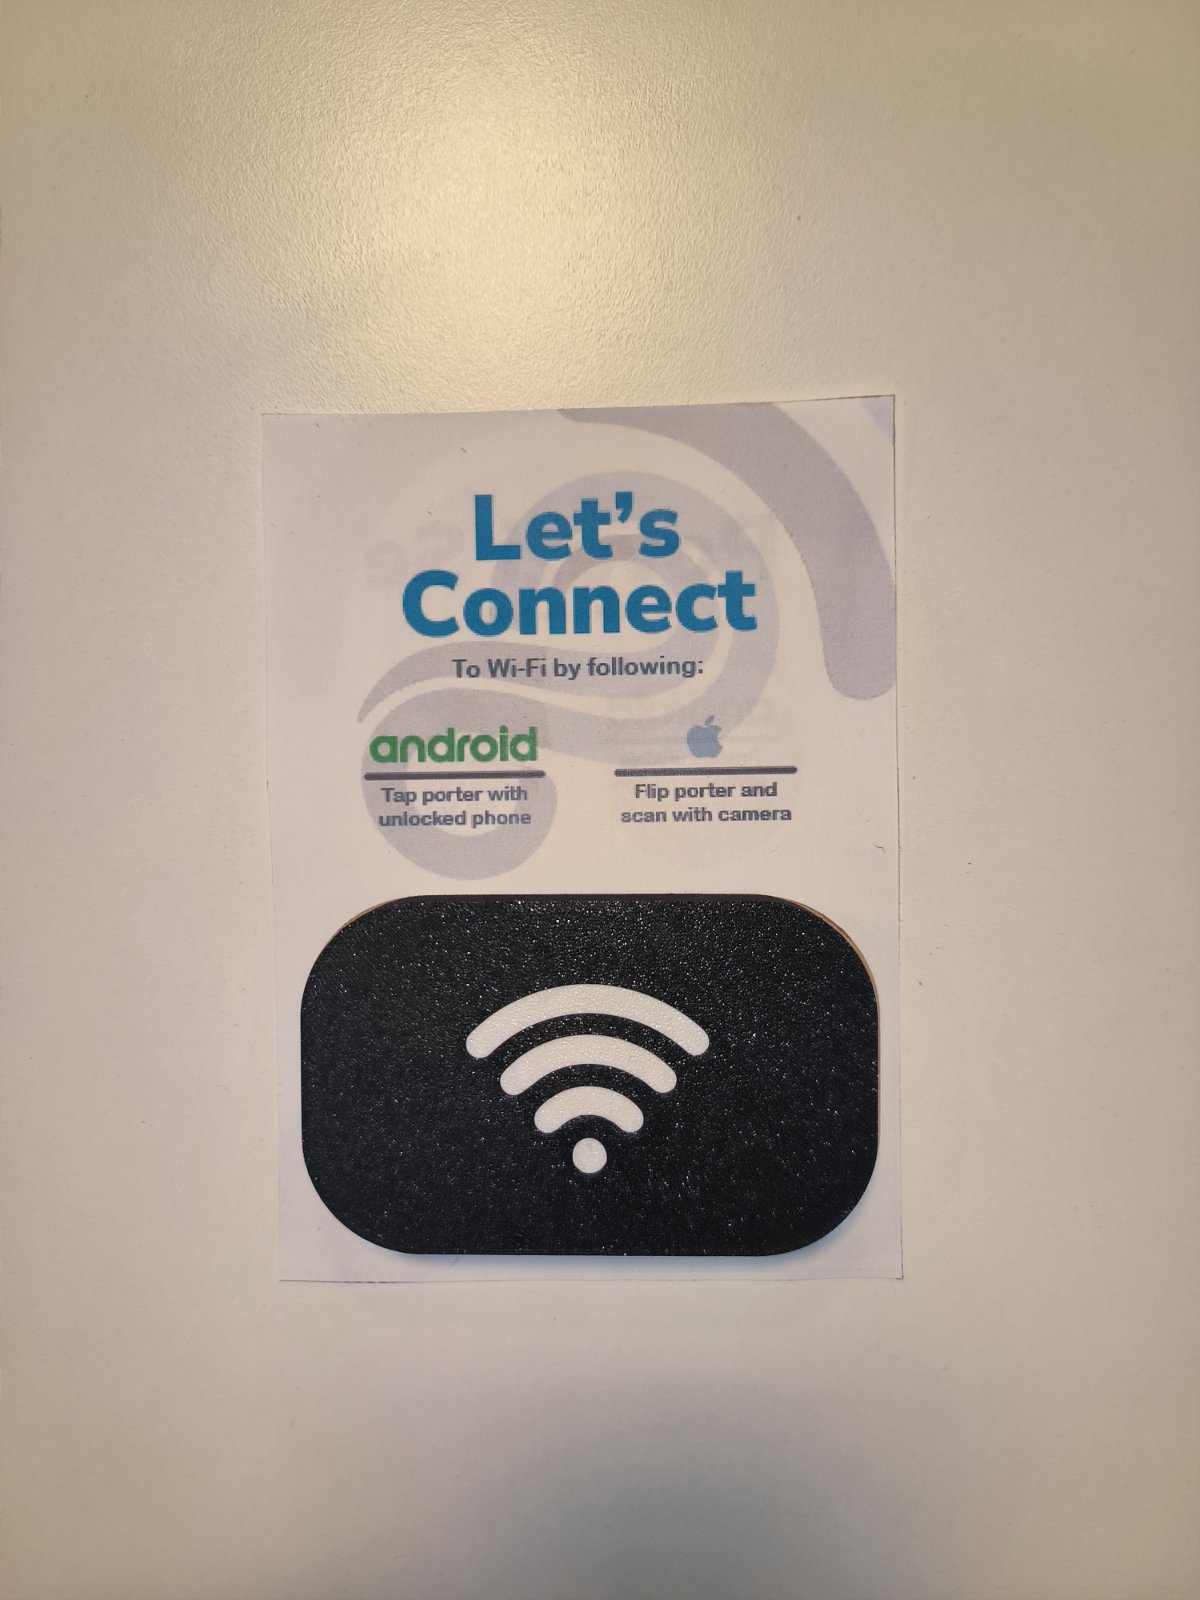 Let's
Connect
To Wi-Fi by following:
android
Tap porter with
unlocked phone
Flip porter and
scan with camera